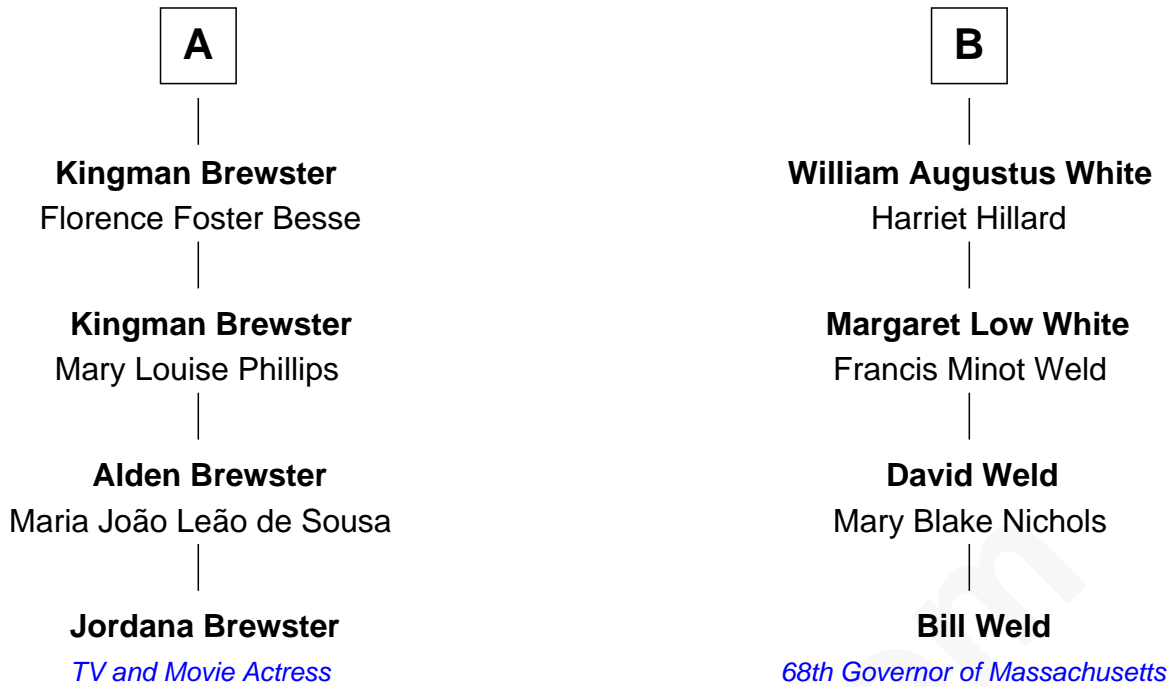 A
Kingman Brewster
Florence Foster Besse
Kingman Brewster
Mary Louise Phillips
Alden Brewster
Maria João Leão de Sousa
Jordana Brewster
TV and Movie Actress
B
William Augustus White
Harriet Hillard
Margaret Low White
Francis Minot Weld
David Weld
Mary Blake Nichols
Bill Weld
68th Governor of Massachusetts